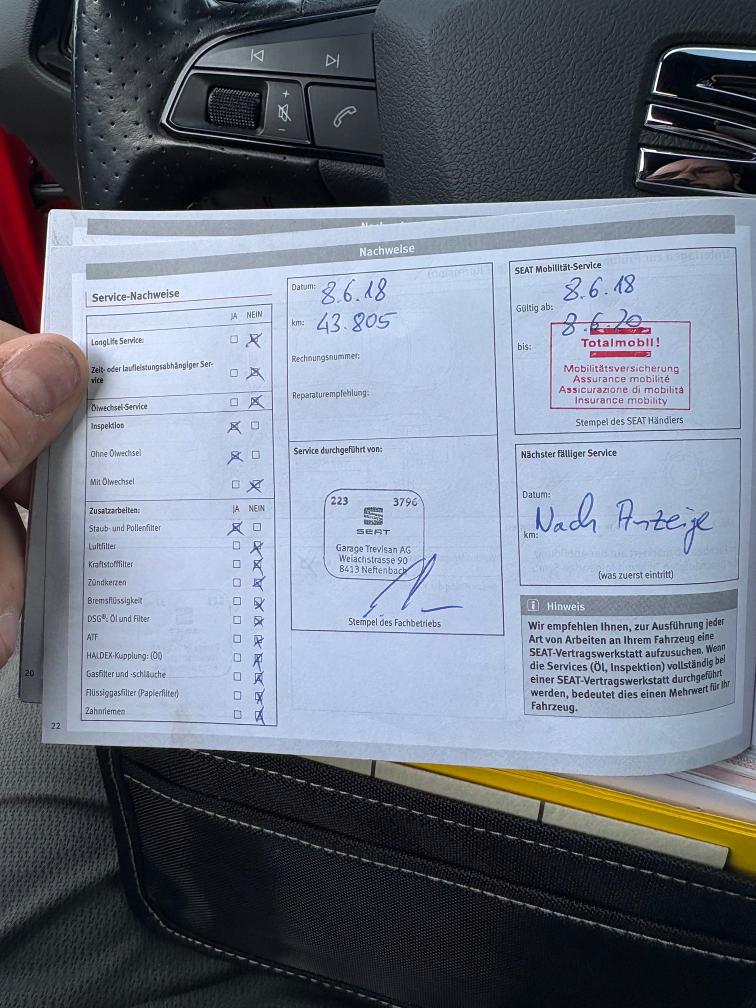 Nachweise
Service-Nachweise
JA NEIN
LongLife Service:
Zeit- oder laufleistungsabhängiger Ser-
vice
Ölwechsel-Service
Inspektion
Ohne Ölwechsel
Mit Ölwechsel
Zusatzarbeiten: JA NEIN
Staub- und Pollenfilter
Luftfilter
Kraftstofffilter
Zündkerzen
Bremsflüssigkeit
DSG®: Öl und Filter
ATF
HALDEX-Kupplung: (Öl)
Gasfilter und -schläuche
Flüssiggasfilter (Papierfilter)
Zahnriemen
22
20
Datum: 8.6.18
km: 43.805
Rechnungsnummer:
Reparaturempfehlung:
Service durchgeführt von:
223 3796
SEAT
Garage Trevisan AG
Weiachstrasse 90
8413 Neftenbach
Stempel des Fachbetriebs
SEAT Mobilität-Service
8.6.18
Gültig ab:
8.6.20
bis:
Totalmobil!
Mobilitätsversicherung
Assurance mobilité
Assicurazione di mobilità
Insurance mobility
Stempel des SEAT Händlers
Nächster fälliger Service
Datum:
Nach Anzeige
km:
(was zuerst eintritt)
i Hinweis
Wir empfehlen Ihnen, zur Ausführung jeder
Art von Arbeiten an Ihrem Fahrzeug eine
SEAT-Vertragswerkstatt aufzusuchen. Wenn
die Services (Öl, Inspektion) vollständig bei
einer SEAT-Vertragswerkstatt durchgeführt
werden, bedeutet dies einen Mehrwert für Ihr
Fahrzeug.